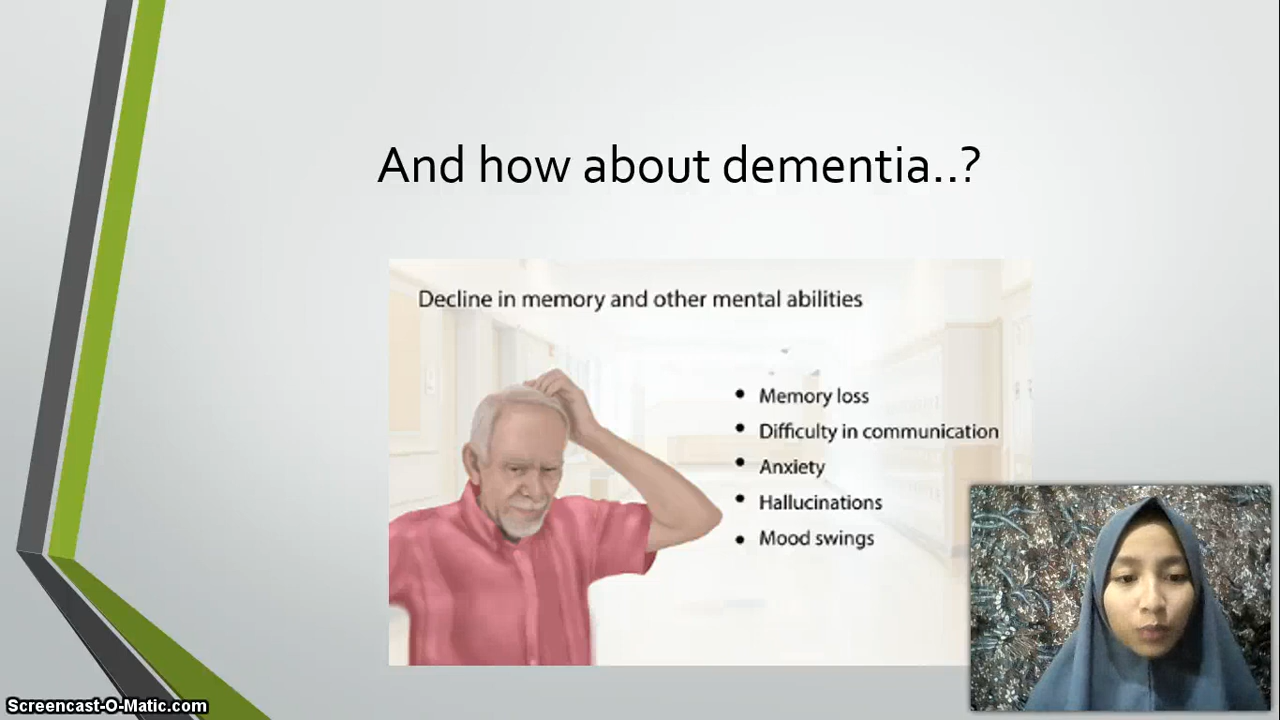 And how about dementia..?
Decline in memory and other mental abilities
• Memory loss
• Difficulty in communication
• Anxiety
• Hallucinations
• Mood swings
Screencast-O-Matic.com